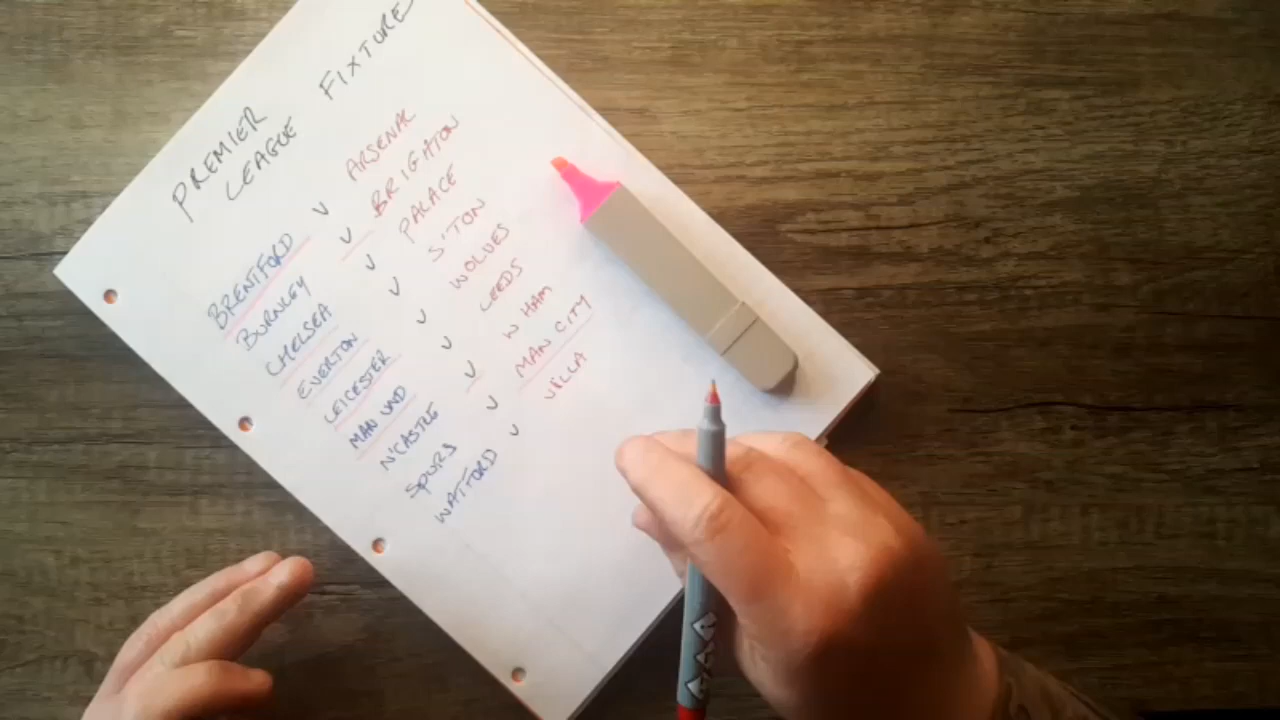 PREMIER LEAGUE FIXTURE
BRENTFORD V ARSENAL
BURNLEY V BRIGHTON
CHELSEA V PALACE
EVERTON V S'TON
LEICESTER V WOLVES
MAN UND V LEEDS
N'CASTLE V W HAM
SPURS V MAN CITY
WATFORD V VILLA